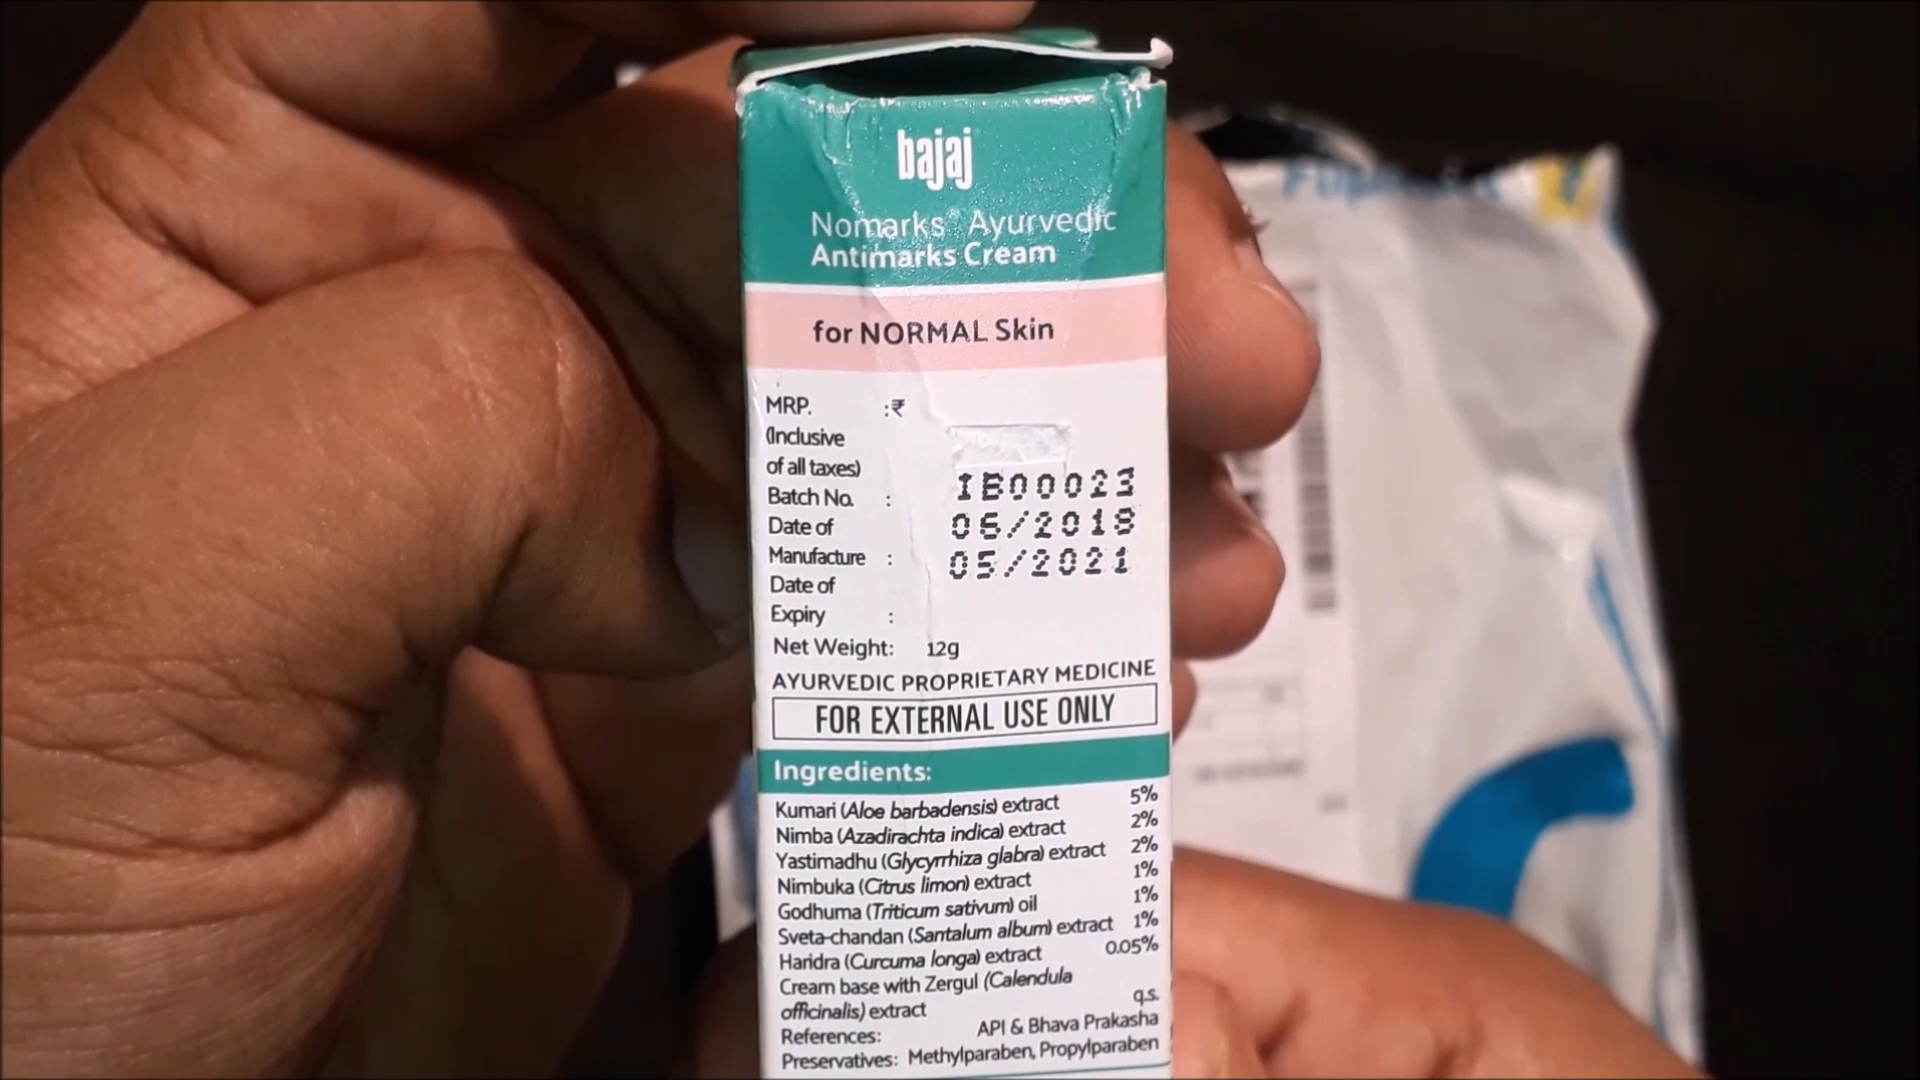 bajaj
Nomarks® Ayurvedic
Antimarks Cream
for NORMAL Skin
MRP. :₹
(Inclusive
of all taxes)
Batch No. : IB00023
Date of 06/2018
Manufacture : 05/2021
Date of
Expiry :
Net Weight: 12g
AYURVEDIC PROPRIETARY MEDICINE
FOR EXTERNAL USE ONLY
Ingredients:
Kumari (Aloe barbadensis) extract 5%
Nimba (Azadirachta indica) extract 2%
Yastimadhu (Glycyrrhiza glabra) extract 2%
Nimbuka (Citrus limon) extract 1%
Godhuma (Triticum sativum) oil 1%
Sveta-chandan (Santalum album) extract 1%
Haridra (Curcuma longa) extract 0.05%
Cream base with Zergul (Calendula
officinalis) extract q.s.
References: API & Bhava Prakasha
Preservatives: Methylparaben, Propylparaben